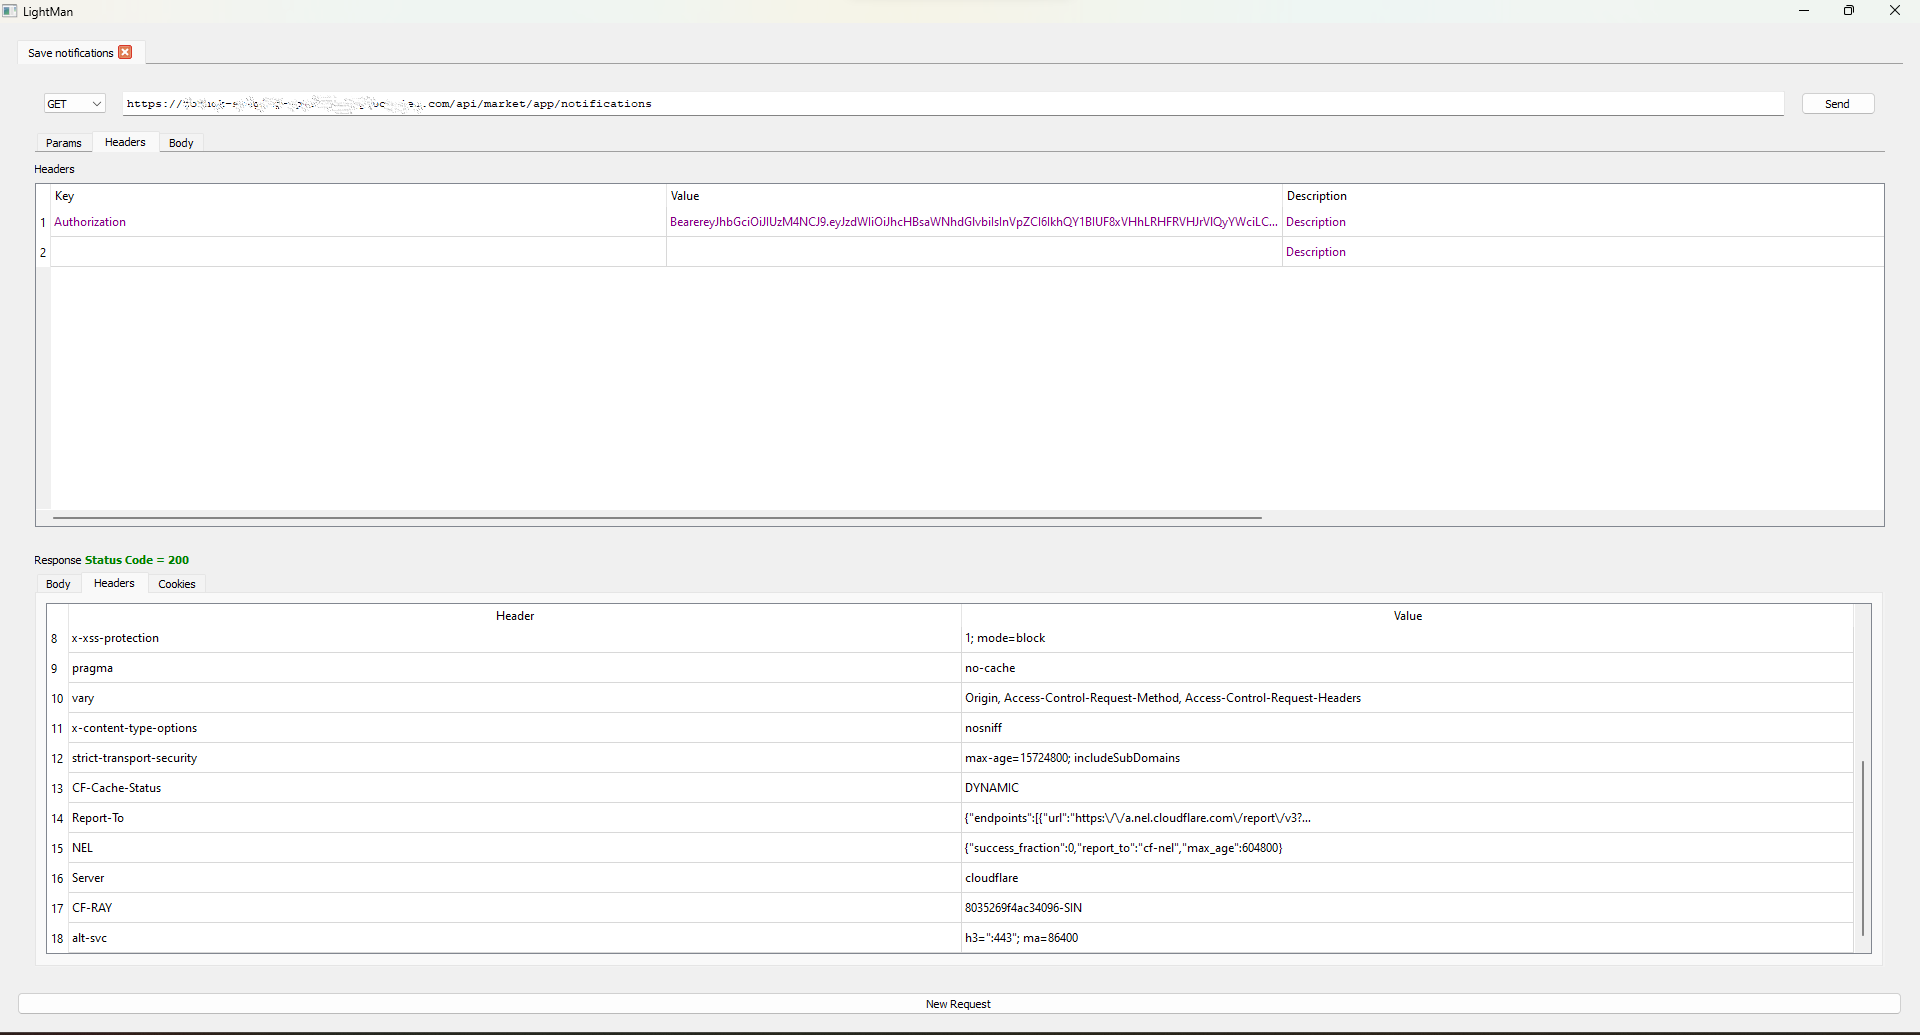 LightMan
Save notifications
GET https:// .com/api/market/app/notifications Send
Params Headers Body
Headers
Key Value Description
1 Authorization BearereyJhbGciOiJIUzM4NCJ9.eyJzdWIiOiJhcHBsaWNhdGlvbiIsInVpZCI6IkhQY1BIUF8xVHhLRHFRVHJrVlQyYWciLC... Description
2 Description
Response Status Code = 200
Body Headers Cookies
Header Value
8 x-xss-protection 1; mode=block
9 pragma no-cache
10 vary Origin, Access-Control-Request-Method, Access-Control-Request-Headers
11 x-content-type-options nosniff
12 strict-transport-security max-age=15724800; includeSubDomains
13 CF-Cache-Status DYNAMIC
14 Report-To {"endpoints":[{"url":"https:\/\/a.nel.cloudflare.com\/report\/v3?...
15 NEL {"success_fraction":0,"report_to":"cf-nel","max_age":604800}
16 Server cloudflare
17 CF-RAY 8035269f4ac34096-SIN
18 alt-svc h3=":443"; ma=86400
New Request